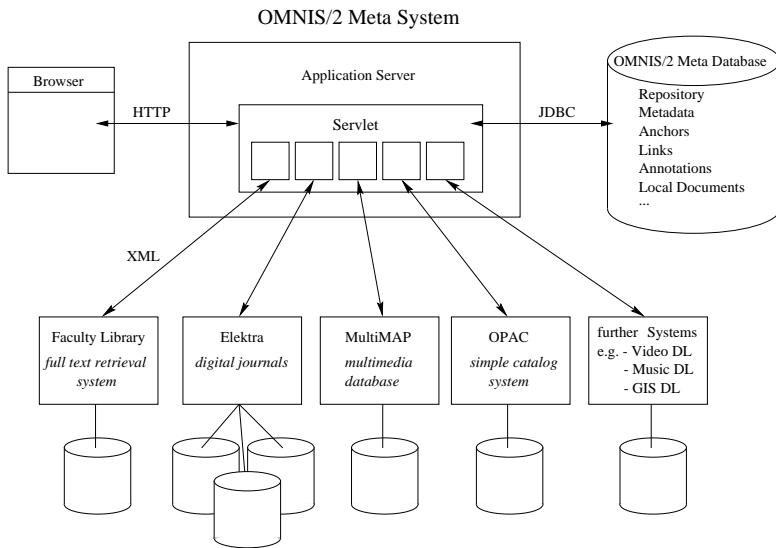 OMNIS/2 Meta System
Browser
HTTP
Application Server
Servlet
JDBC
OMNIS/2 Meta Database
Repository
Metadata
Anchors
Links
Annotations
Local Documents
...
XML
Faculty Library
full text retrieval
system
Elektra
digital journals
MultiMAP
multimedia
database
OPAC
simple catalog
system
further Systems
e.g. - Video DL
- Music DL
- GIS DL